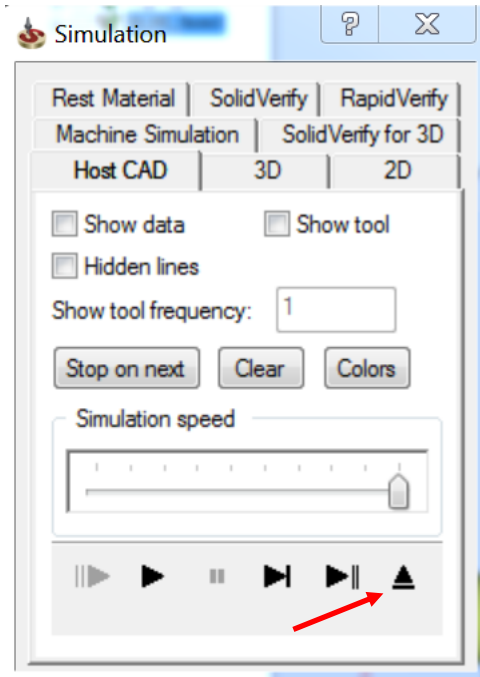 Simulation
Rest Material SolidVerify RapidVerify
Machine Simulation SolidVerify for 3D
Host CAD 3D 2D
Show data Show tool
Hidden lines
Show tool frequency: 1
Stop on next Clear Colors
Simulation speed